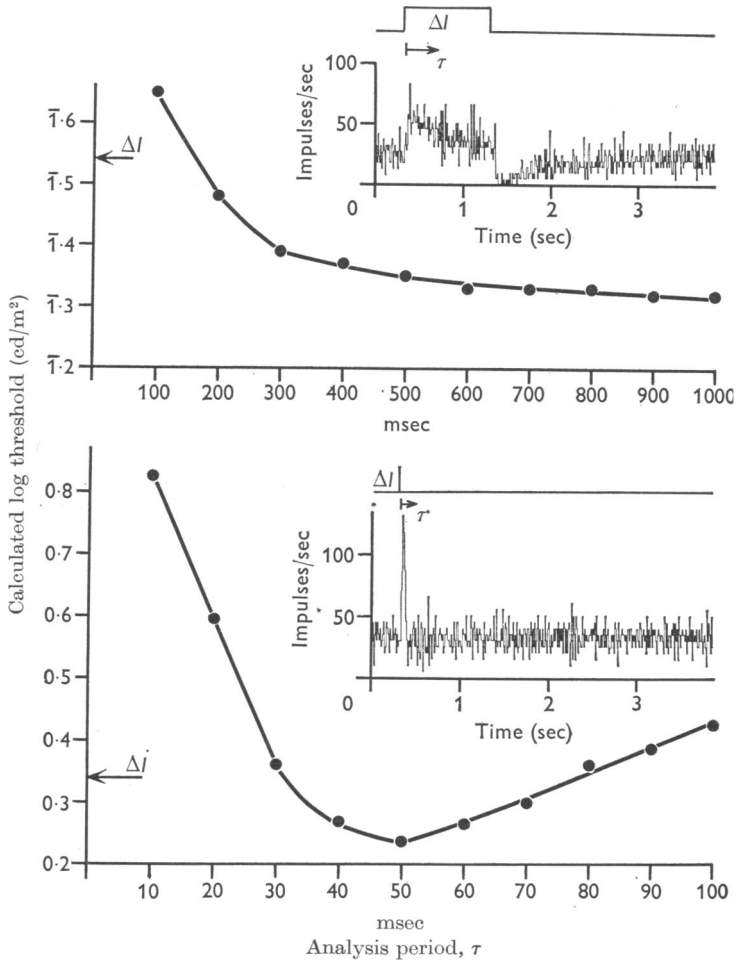 ΔI
τ
100
50
0
1
2
3
Impulses/sec
Time (sec)
1̄·6
1̄·5
1̄·4
1̄·3
1̄·2
ΔI
100 200 300 400 500 600 700 800 900 1000
msec
Calculated log threshold (cd/m²)
ΔI
τ
100
50
0
1
2
3
Impulses/sec
Time (sec)
0·8
0·7
0·6
0·5
0·4
0·3
0·2
ΔI
10 20 30 40 50 60 70 80 90 100
msec
Analysis period, τ